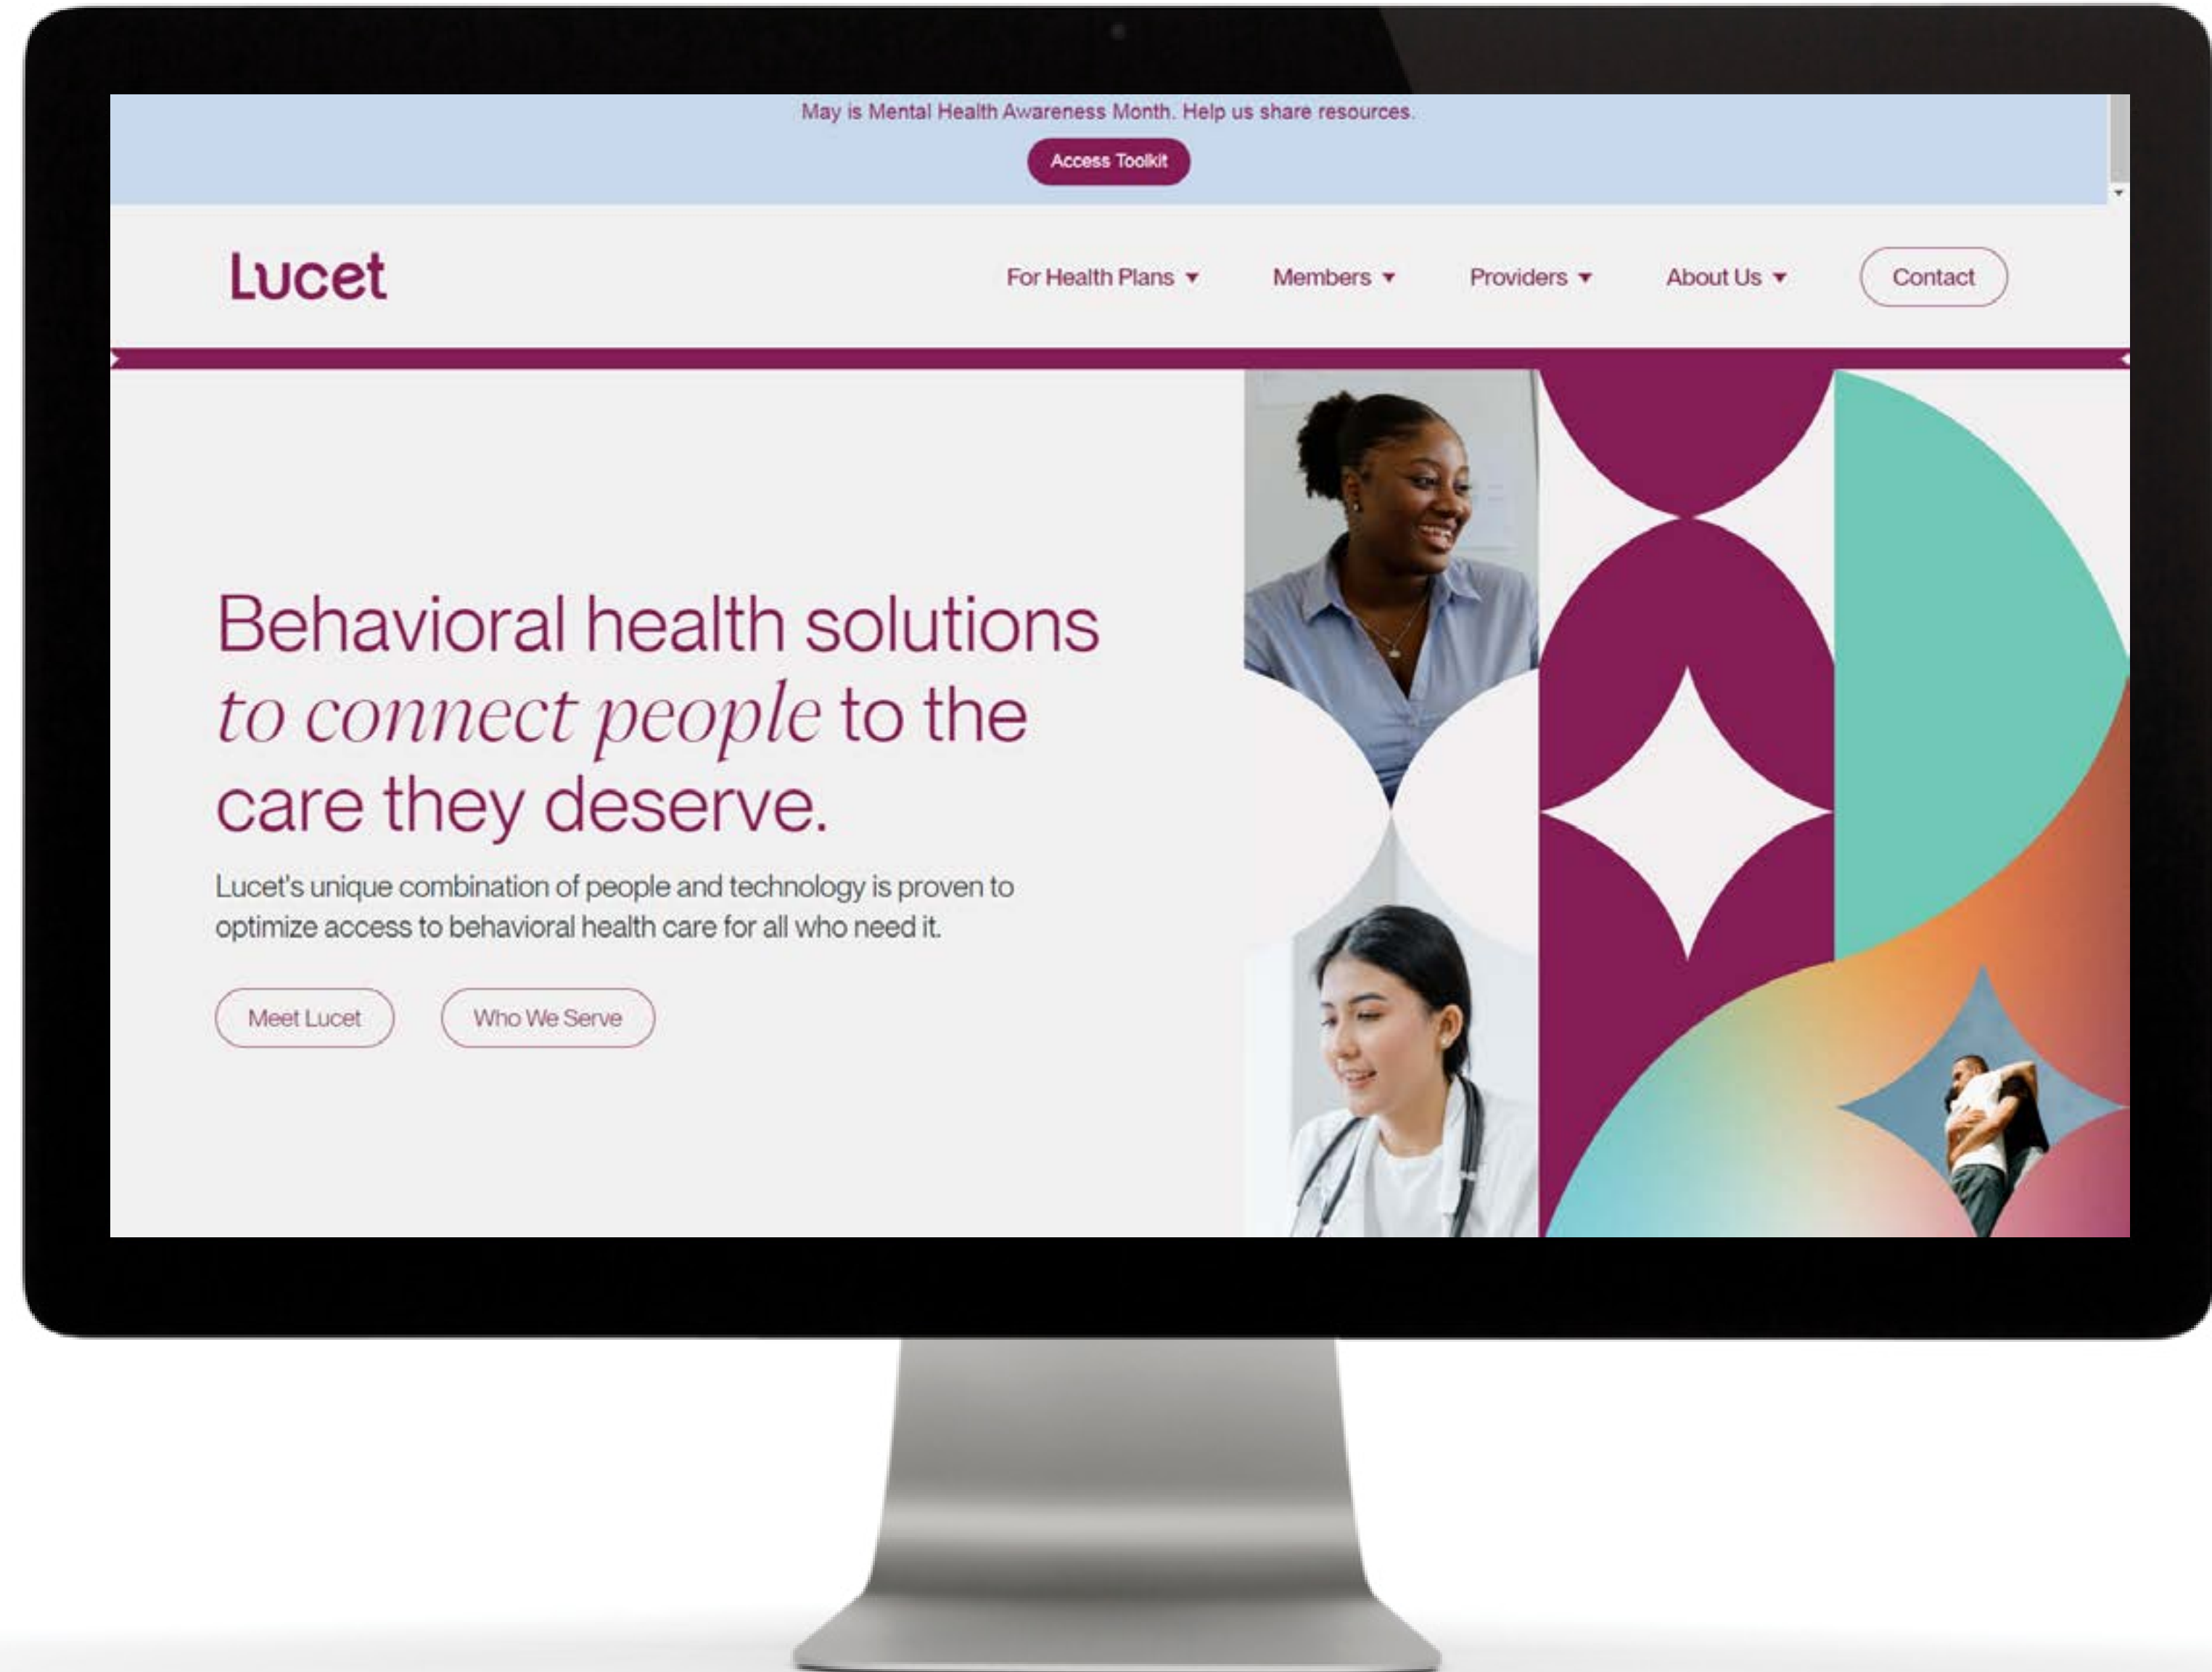 May is Mental Health Awareness Month. Help us share resources.
Access Toolkit
Lucet
For Health Plans
Members
Providers
About Us
Contact
Behavioral health solutions
to connect people to the
care they deserve.
Lucet's unique combination of people and technology is proven to
optimize access to behavioral health care for all who need it.
Meet Lucet
Who We Serve